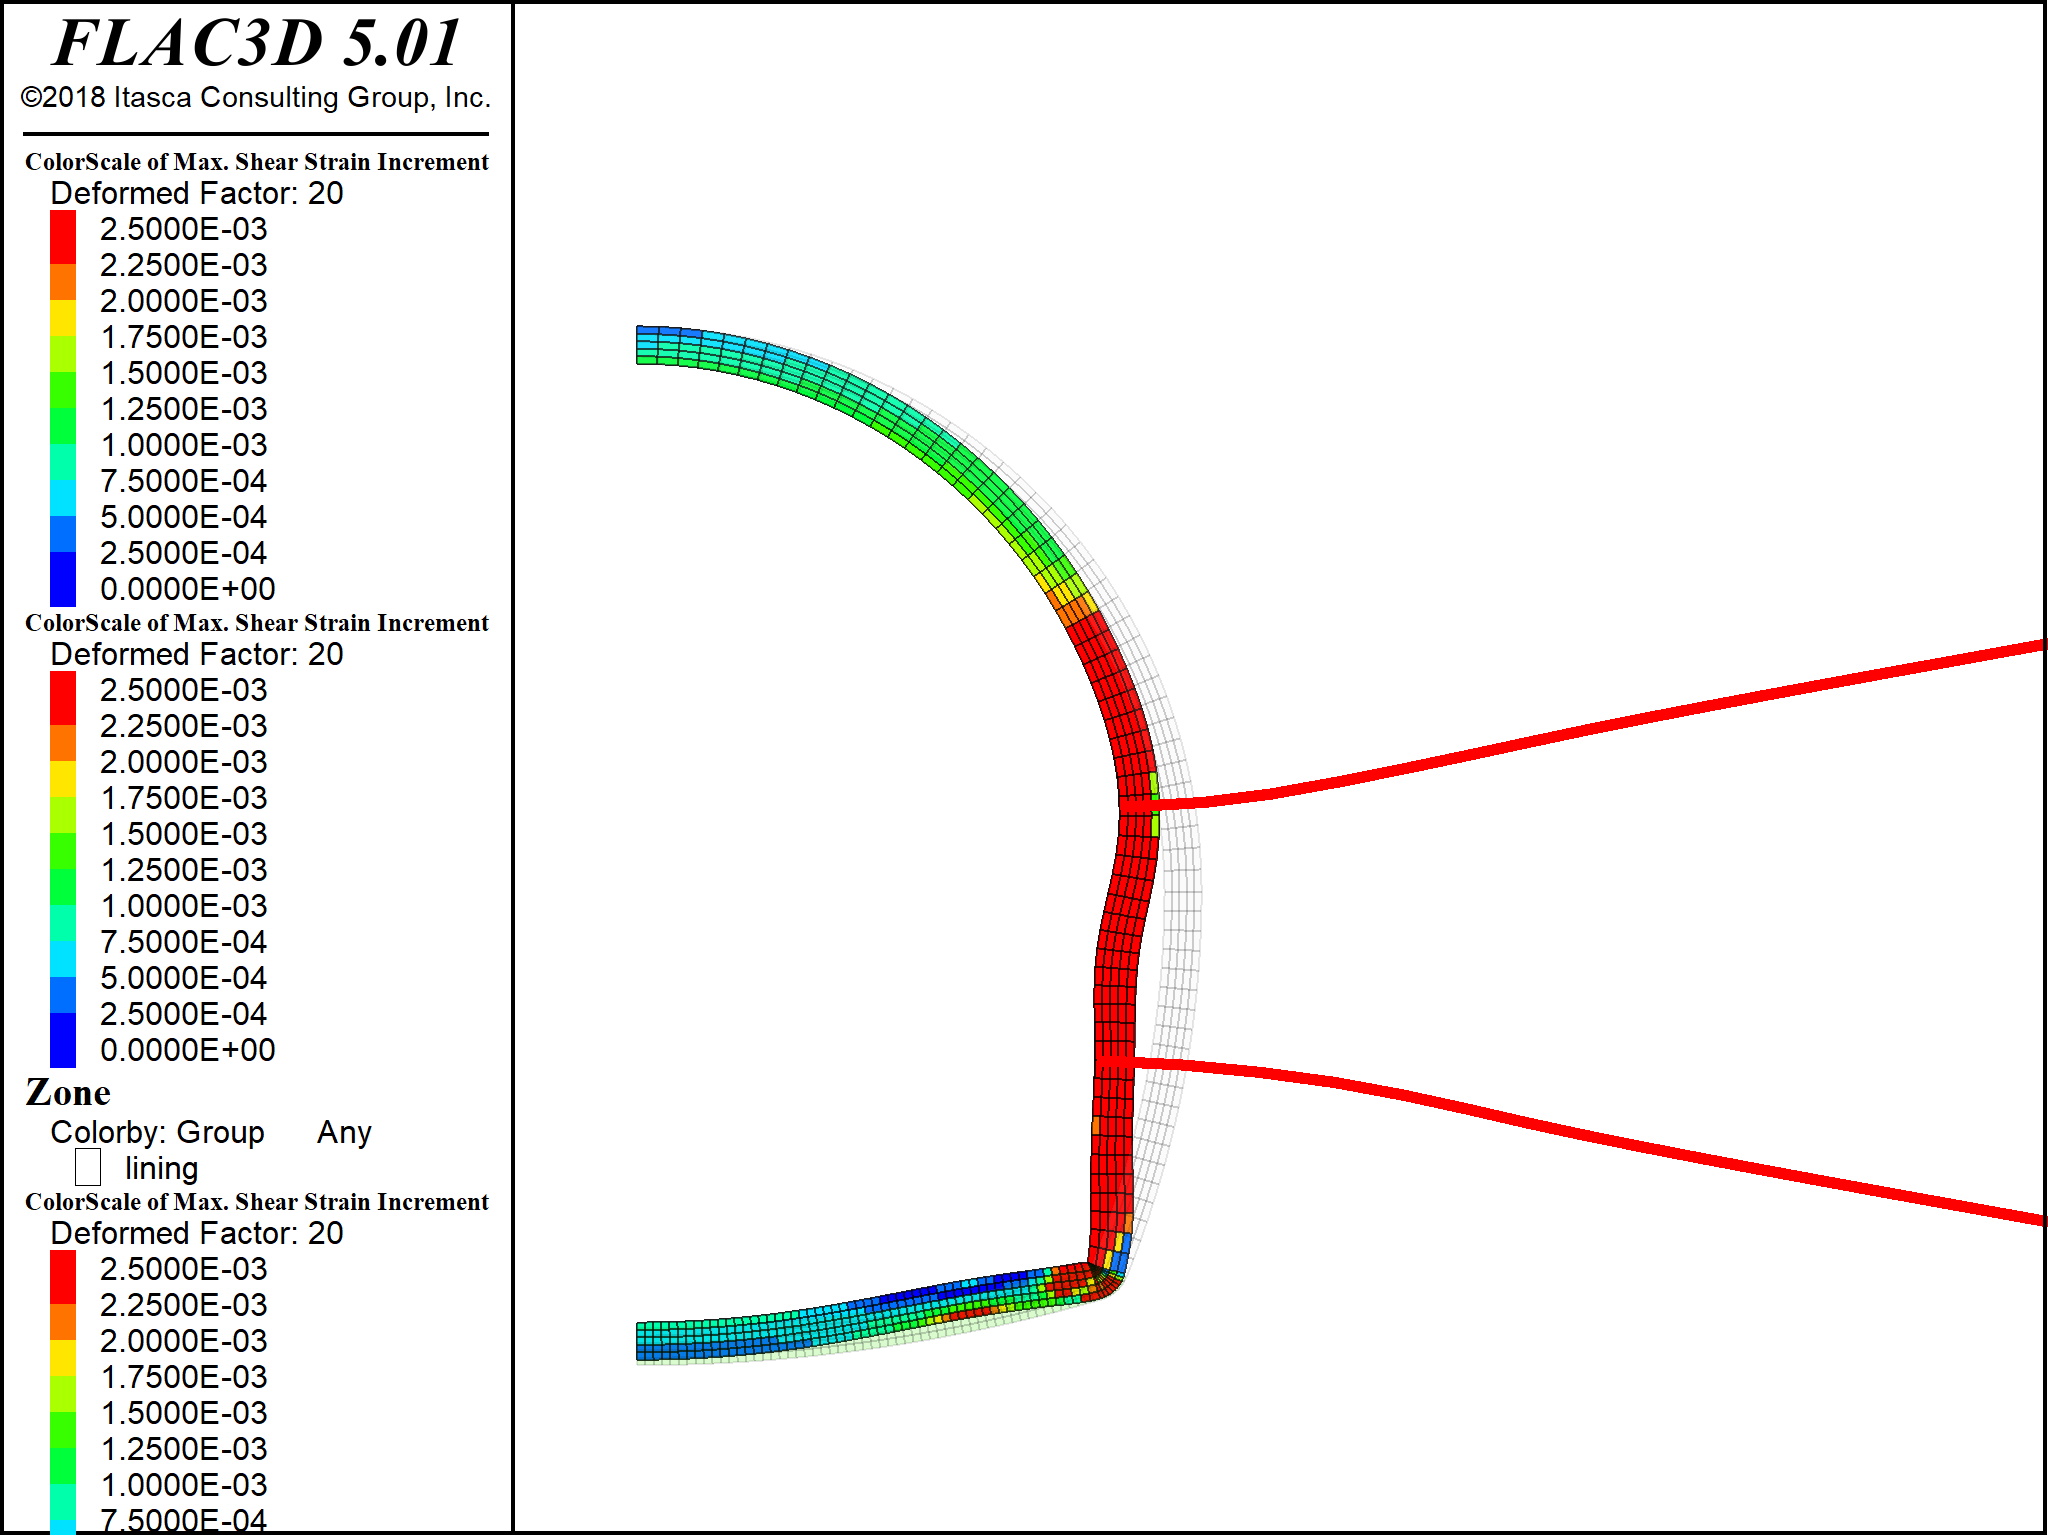 FLAC3D 5.01
©2018 Itasca Consulting Group, Inc.
ColorScale of Max. Shear Strain Increment
Deformed Factor: 20
2.5000E-03
2.2500E-03
2.0000E-03
1.7500E-03
1.5000E-03
1.2500E-03
1.0000E-03
7.5000E-04
5.0000E-04
2.5000E-04
0.0000E+00
ColorScale of Max. Shear Strain Increment
Deformed Factor: 20
2.5000E-03
2.2500E-03
2.0000E-03
1.7500E-03
1.5000E-03
1.2500E-03
1.0000E-03
7.5000E-04
5.0000E-04
2.5000E-04
0.0000E+00
Zone
Colorby: Group Any
lining
ColorScale of Max. Shear Strain Increment
Deformed Factor: 20
2.5000E-03
2.2500E-03
2.0000E-03
1.7500E-03
1.5000E-03
1.2500E-03
1.0000E-03
7.5000E-04